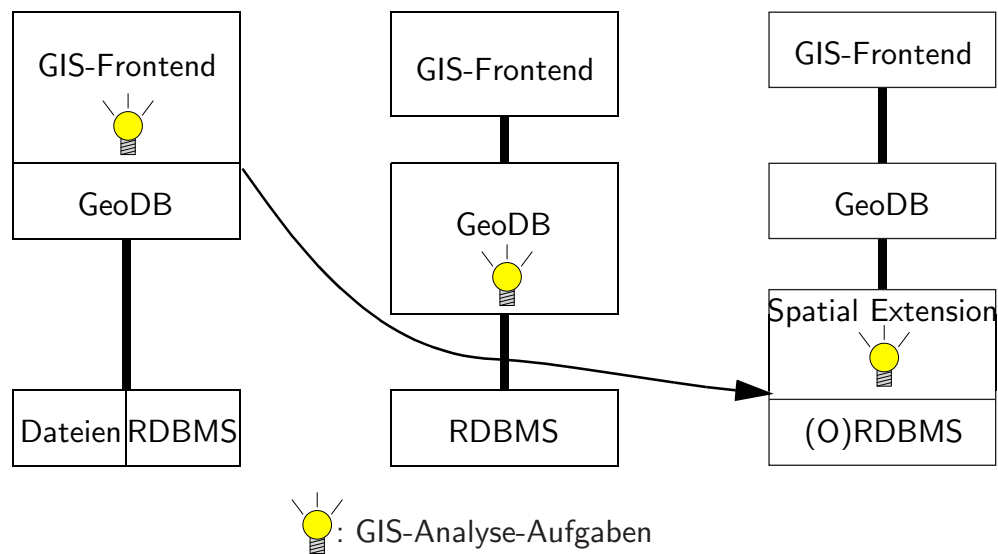 GIS-Frontend
GeoDB
Dateien RDBMS
GIS-Frontend
GeoDB
RDBMS
GIS-Frontend
GeoDB
Spatial Extension
(O)RDBMS
: GIS-Analyse-Aufgaben